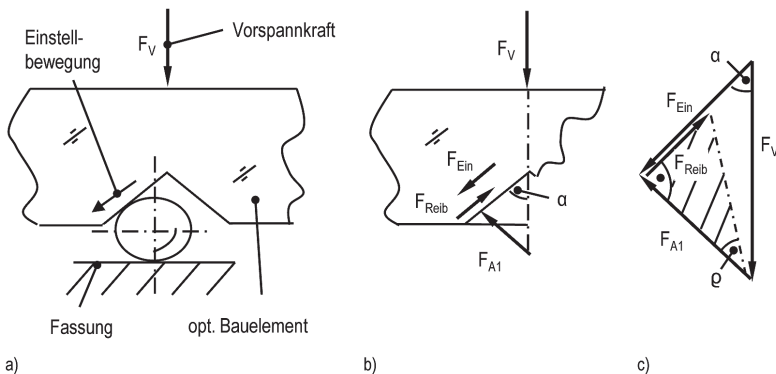 Einstell-
bewegung
F_V
Vorspannkraft
Fassung
opt. Bauelement
a)
F_V
F_Ein
F_Reib
α
F_A1
b)
α
F_Ein
F_V
F_Reib
F_A1
ϱ
c)